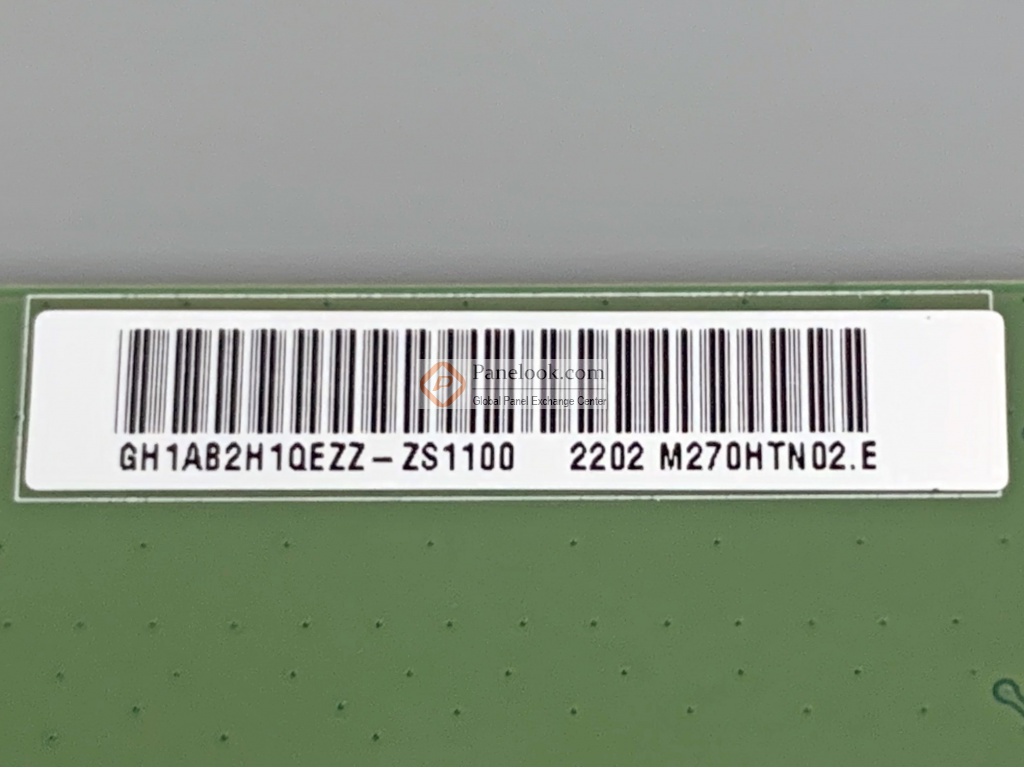 Panelook.com
Global Panel Exchange Center
GH1AB2H1QEZZ-ZS1100 2202 M270HTN02.E